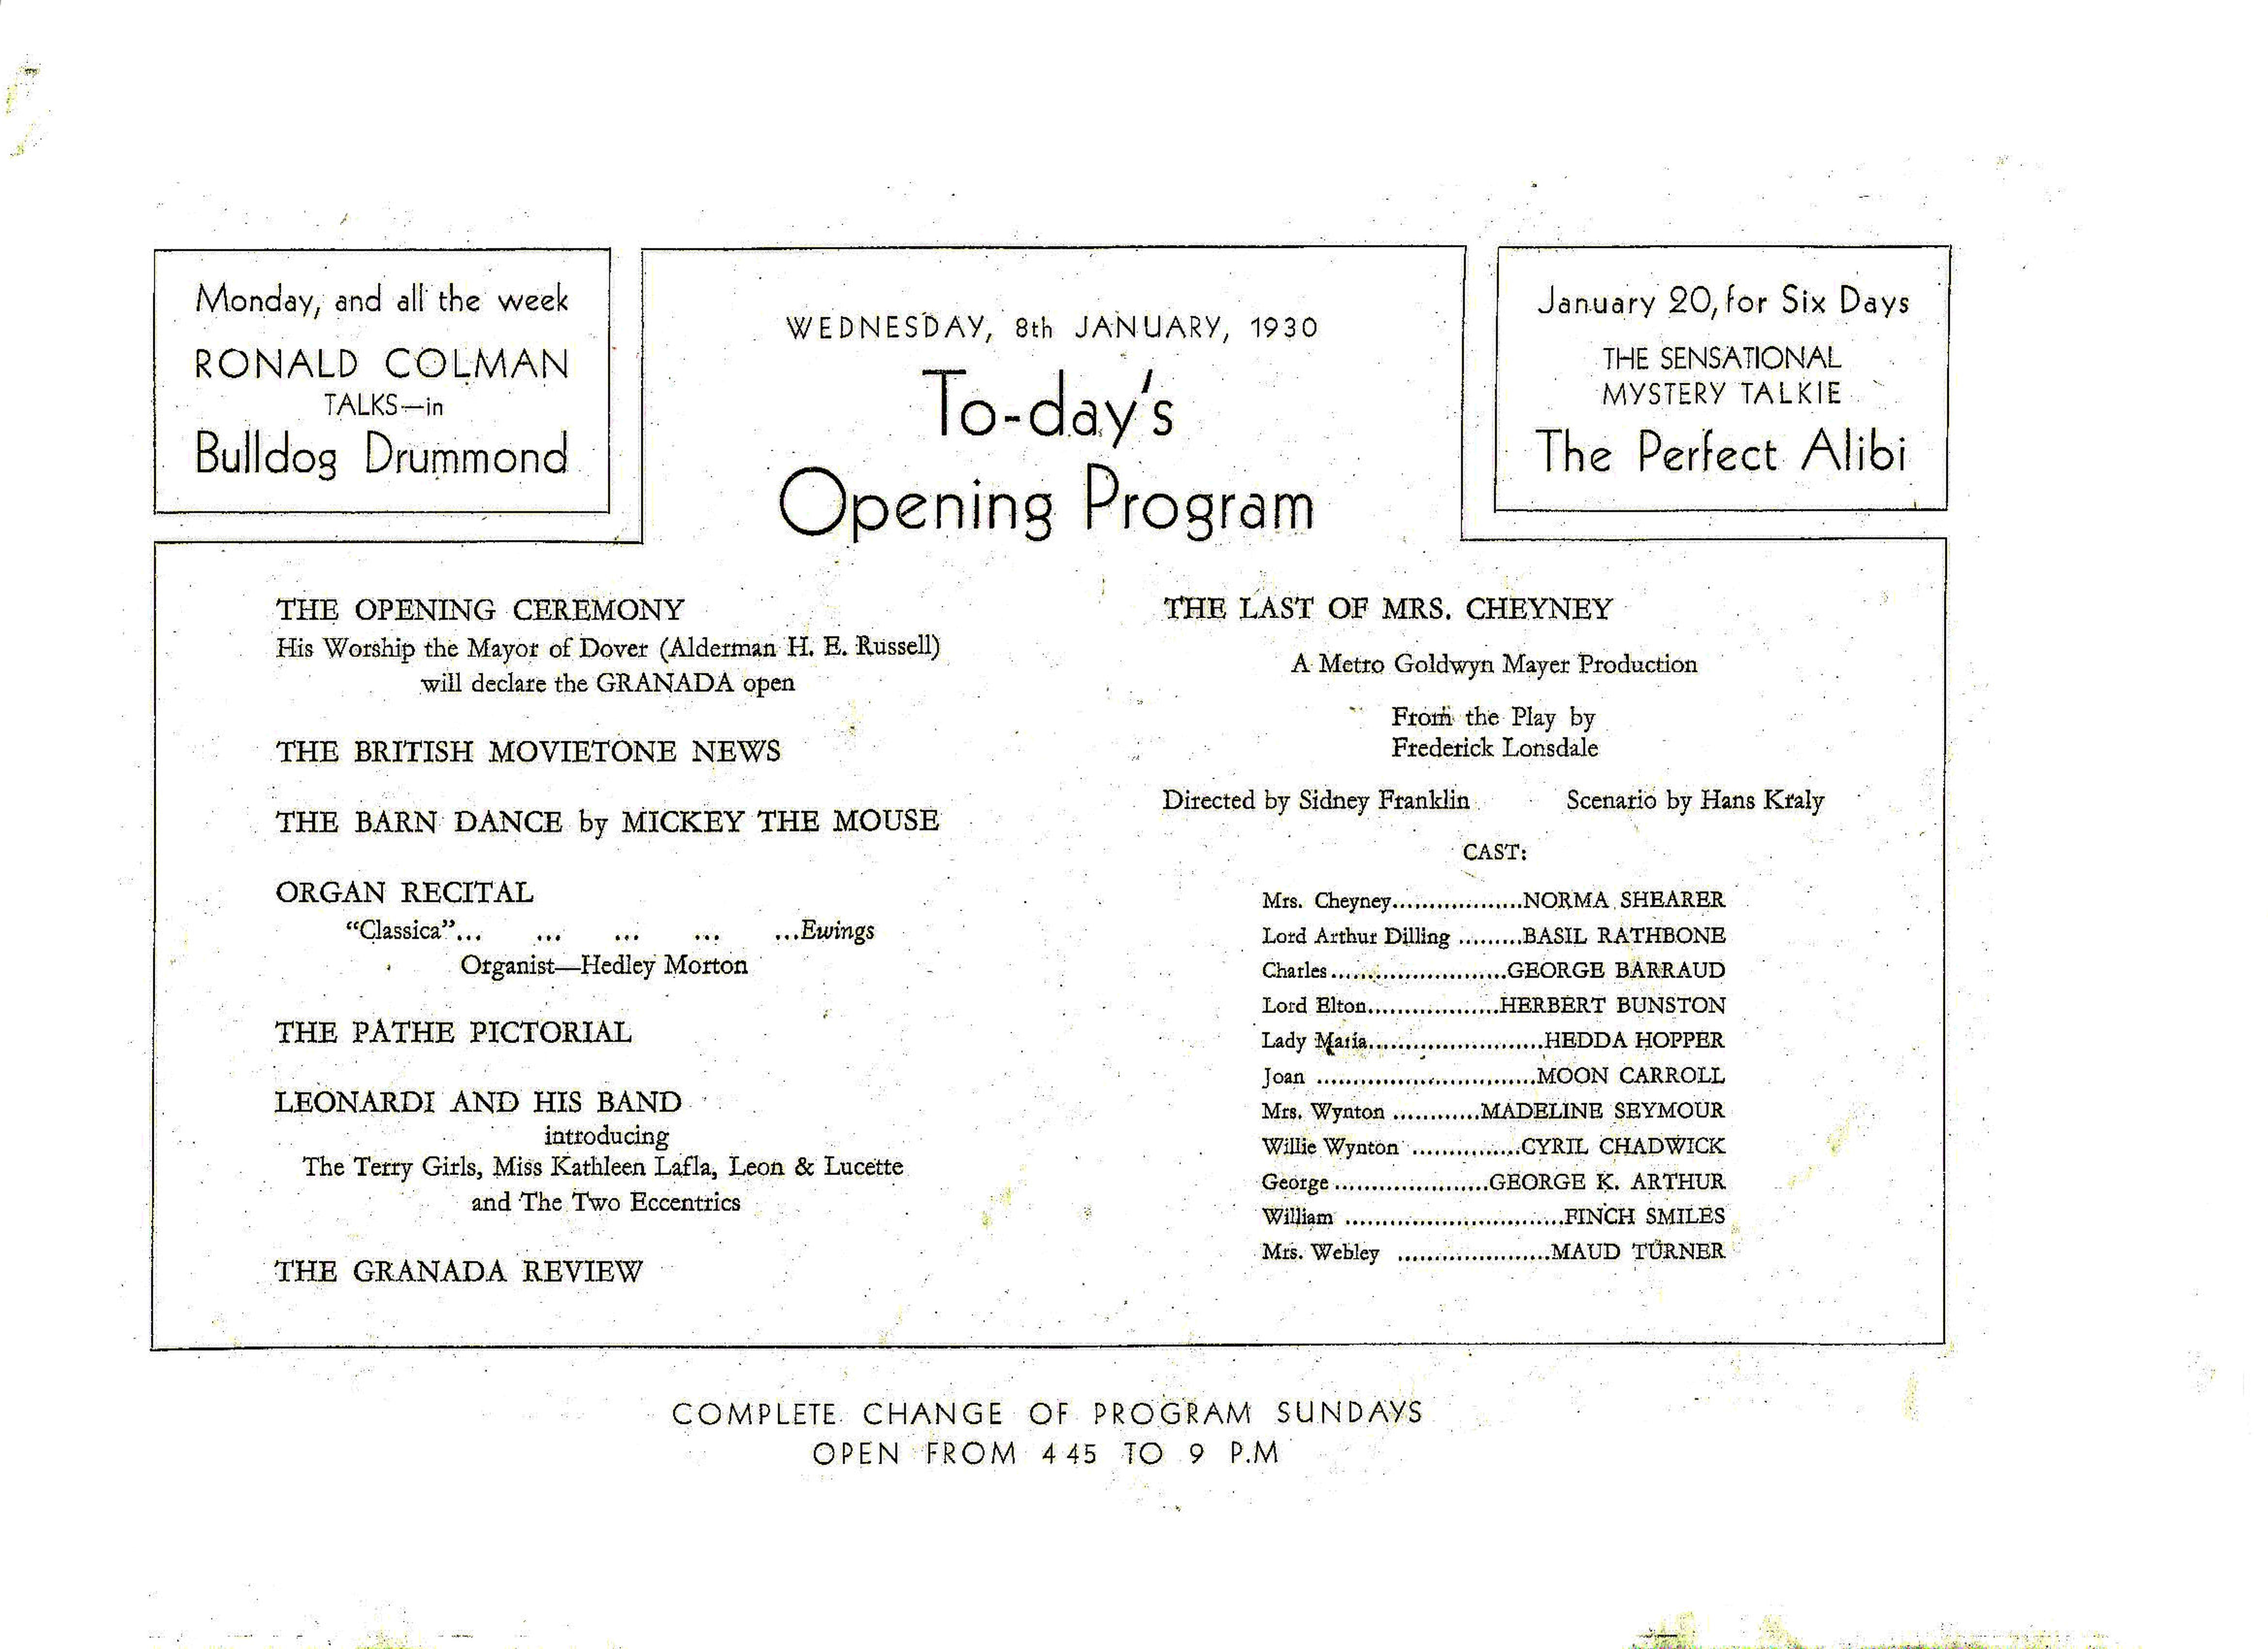 Monday, and all the week
RONALD COLMAN
TALKS—in
Bulldog Drummond
WEDNESDAY, 8th JANUARY, 1930
To-day's
Opening Program
January 20, for Six Days
THE SENSATIONAL
MYSTERY TALKIE
The Perfect Alibi
THE OPENING CEREMONY
His Worship the Mayor of Dover (Alderman H. E. Russell)
will declare the GRANADA open
THE BRITISH MOVIETONE NEWS
THE BARN DANCE by MICKEY THE MOUSE
ORGAN RECITAL
"Classica"... ... ... ... ...Ewings
Organist—Hedley Morton
THE PATHE PICTORIAL
LEONARDI AND HIS BAND
introducing
The Terry Girls, Miss Kathleen Lafla, Leon & Lucette
and The Two Eccentrics
THE GRANADA REVIEW
THE LAST OF MRS. CHEYNEY
A Metro Goldwyn Mayer Production
From the Play by
Frederick Lonsdale
Directed by Sidney Franklin Scenario by Hans Kraly
CAST:
Mrs. Cheyney..................NORMA SHEARER
Lord Arthur Dilling .........BASIL RATHBONE
Charles........................GEORGE BARRAUD
Lord Elton..................HERBERT BUNSTON
Lady Maria........................HEDDA HOPPER
Joan ..............................MOON CARROLL
Mrs. Wynton ............MADELINE SEYMOUR
Willie Wynton ...............CYRIL CHADWICK
George.....................GEORGE K. ARTHUR
William ..............................FINCH SMILES
Mrs. Webley .....................MAUD TURNER
COMPLETE CHANGE OF PROGRAM SUNDAYS
OPEN FROM 4 45 TO 9 P.M